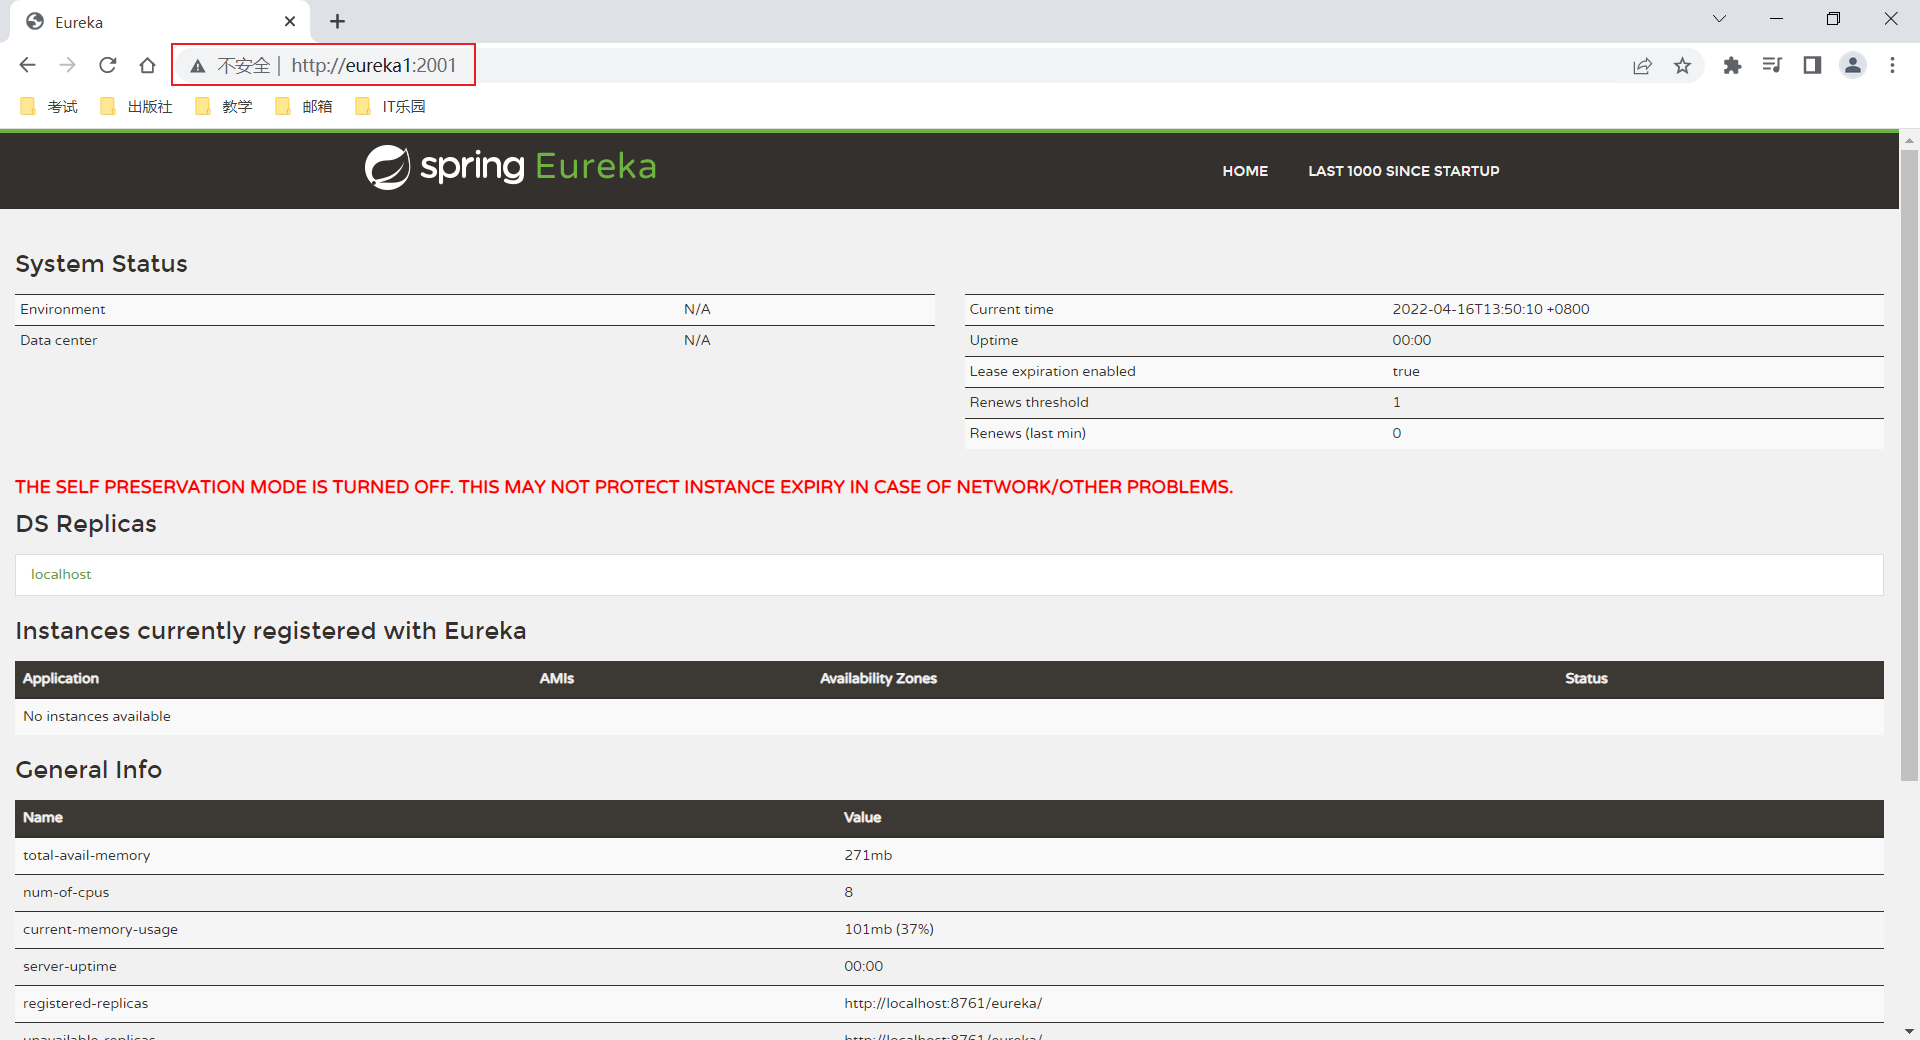 Eureka
不安全 | http://eureka1:2001
考试 出版社 教学 邮箱 IT乐园
spring Eureka HOME LAST 1000 SINCE STARTUP
System Status
Environment N/A
Data center N/A
Current time 2022-04-16T13:50:10 +0800
Uptime 00:00
Lease expiration enabled true
Renews threshold 1
Renews (last min) 0
THE SELF PRESERVATION MODE IS TURNED OFF. THIS MAY NOT PROTECT INSTANCE EXPIRY IN CASE OF NETWORK/OTHER PROBLEMS.
DS Replicas
localhost
Instances currently registered with Eureka
Application AMIs Availability Zones Status
No instances available
General Info
Name Value
total-avail-memory 271mb
num-of-cpus 8
current-memory-usage 101mb (37%)
server-uptime 00:00
registered-replicas http://localhost:8761/eureka/
unavailable-replicas http://localhost:8761/eureka/